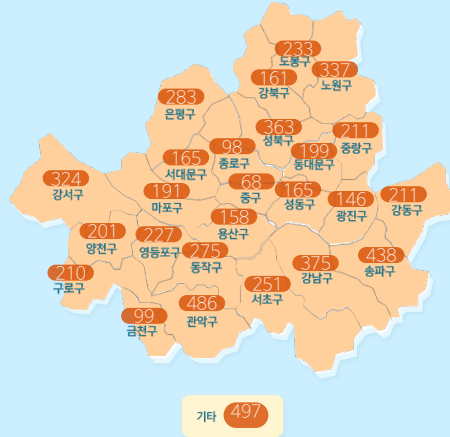 233
도봉구
337
노원구
161
강북구
283
은평구
363
성북구
211
중랑구
98
종로구
199
동대문구
165
서대문구
324
강서구
191
마포구
68
중구
165
성동구
146
광진구
211
강동구
158
용산구
201
양천구
227
영등포구
275
동작구
438
송파구
375
강남구
210
구로구
251
서초구
486
관악구
99
금천구
기타 497